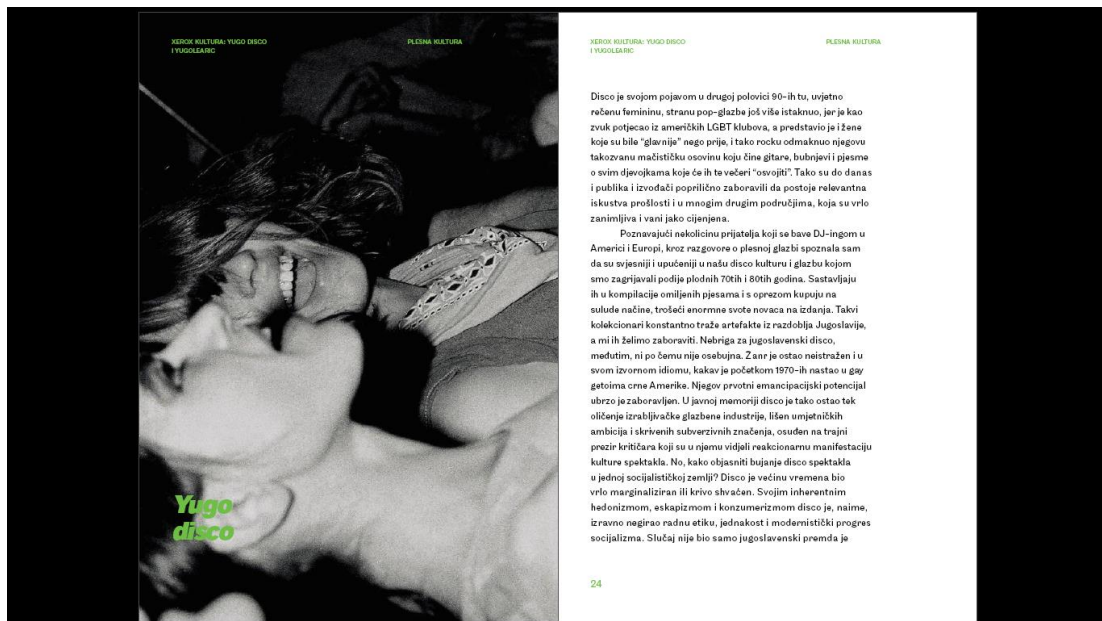 XEROX KULTURA: YUGO DISCO
I YUGOLEARIC
PLESNA KULTURA
Yugo
disco
XEROX KULTURA: YUGO DISCO
I YUGOLEARIC
PLESNA KULTURA
Disco je svojom pojavom u drugoj polovici 90-ih tu, uvjetno
rečenu femininu, stranu pop-glazbe još više istaknuo, jer je kao
zvuk potjecao iz američkih LGBT klubova, a predstavio je i žene
koje su bile "glavnije" nego prije, i tako rocku odmaknuo njegovu
takozvanu mačističku osovinu koju čine gitare, bubnjevi i pjesme
o svim djevojkama koje će ih te večeri "osvojiti". Tako su do danas
i publika i izvođači poprilično zaboravili da postoje relevantna
iskustva prošlosti i u mnogim drugim područjima, koja su vrlo
zanimljiva i vani jako cijenjena.
Poznavajući nekolicinu prijatelja koji se bave DJ-ingom u
Americi i Europi, kroz razgovore o plesnoj glazbi spoznala sam
da su svjesniji i upućeniji u našu disco kulturu i glazbu kojom
smo zagrijavali podije plodnih 70tih i 80tih godina. Sastavljaju
ih u kompilacije omiljenih pjesama i s oprezom kupuju na
sulude načine, trošeći enormne svote novaca na izdanja. Takvi
kolekcionari konstantno traže artefakte iz razdoblja Jugoslavije,
a mi ih želimo zaboraviti. Nebriga za jugoslavenski disco,
međutim, ni po čemu nije osebujna. Zanr je ostao neistražen i u
svom izvornom idiomu, kakav je početkom 1970-ih nastao u gay
getoima crne Amerike. Njegov prvotni emancipacijski potencijal
ubrzo je zaboravljen. U javnoj memoriji disco je tako ostao tek
oličenje izrabljivačke glazbene industrije, lišen umjetničkih
ambicija i skrivenih subverzivnih značenja, osuđen na trajni
prezir kritičara koji su u njemu vidjeli reakcionarnu manifestaciju
kulture spektakla. No, kako objasniti bujanje disco spektakla
u jednoj socijalističkoj zemlji? Disco je većinu vremena bio
vrlo marginaliziran ili krivo shvaćen. Svojim inherentnim
hedonizmom, eskapizmom i konzumerizmom disco je, naime,
izravno negirao radnu etiku, jednakost i modernistički progres
socijalizma. Slučaj nije bio samo jugoslavenski premda je
24